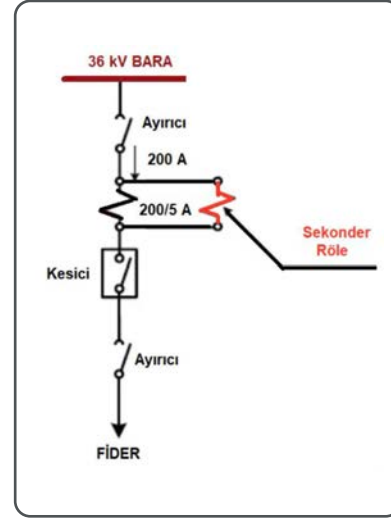 36 kV BARA
Ayırıcı
200 A
200/5 A
Sekonder
Röle
Kesici
Ayırıcı
FİDER